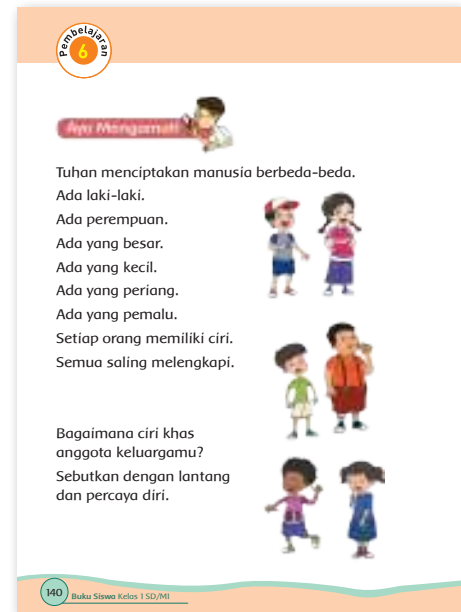 Pembelajaran
6
Ayo Mengamati
Tuhan menciptakan manusia berbeda-beda.
Ada laki-laki.
Ada perempuan.
Ada yang besar.
Ada yang kecil.
Ada yang periang.
Ada yang pemalu.
Setiap orang memiliki ciri.
Semua saling melengkapi.
Bagaimana ciri khas
anggota keluargamu?
Sebutkan dengan lantang
dan percaya diri.
140 Buku Siswa Kelas 1 SD/MI